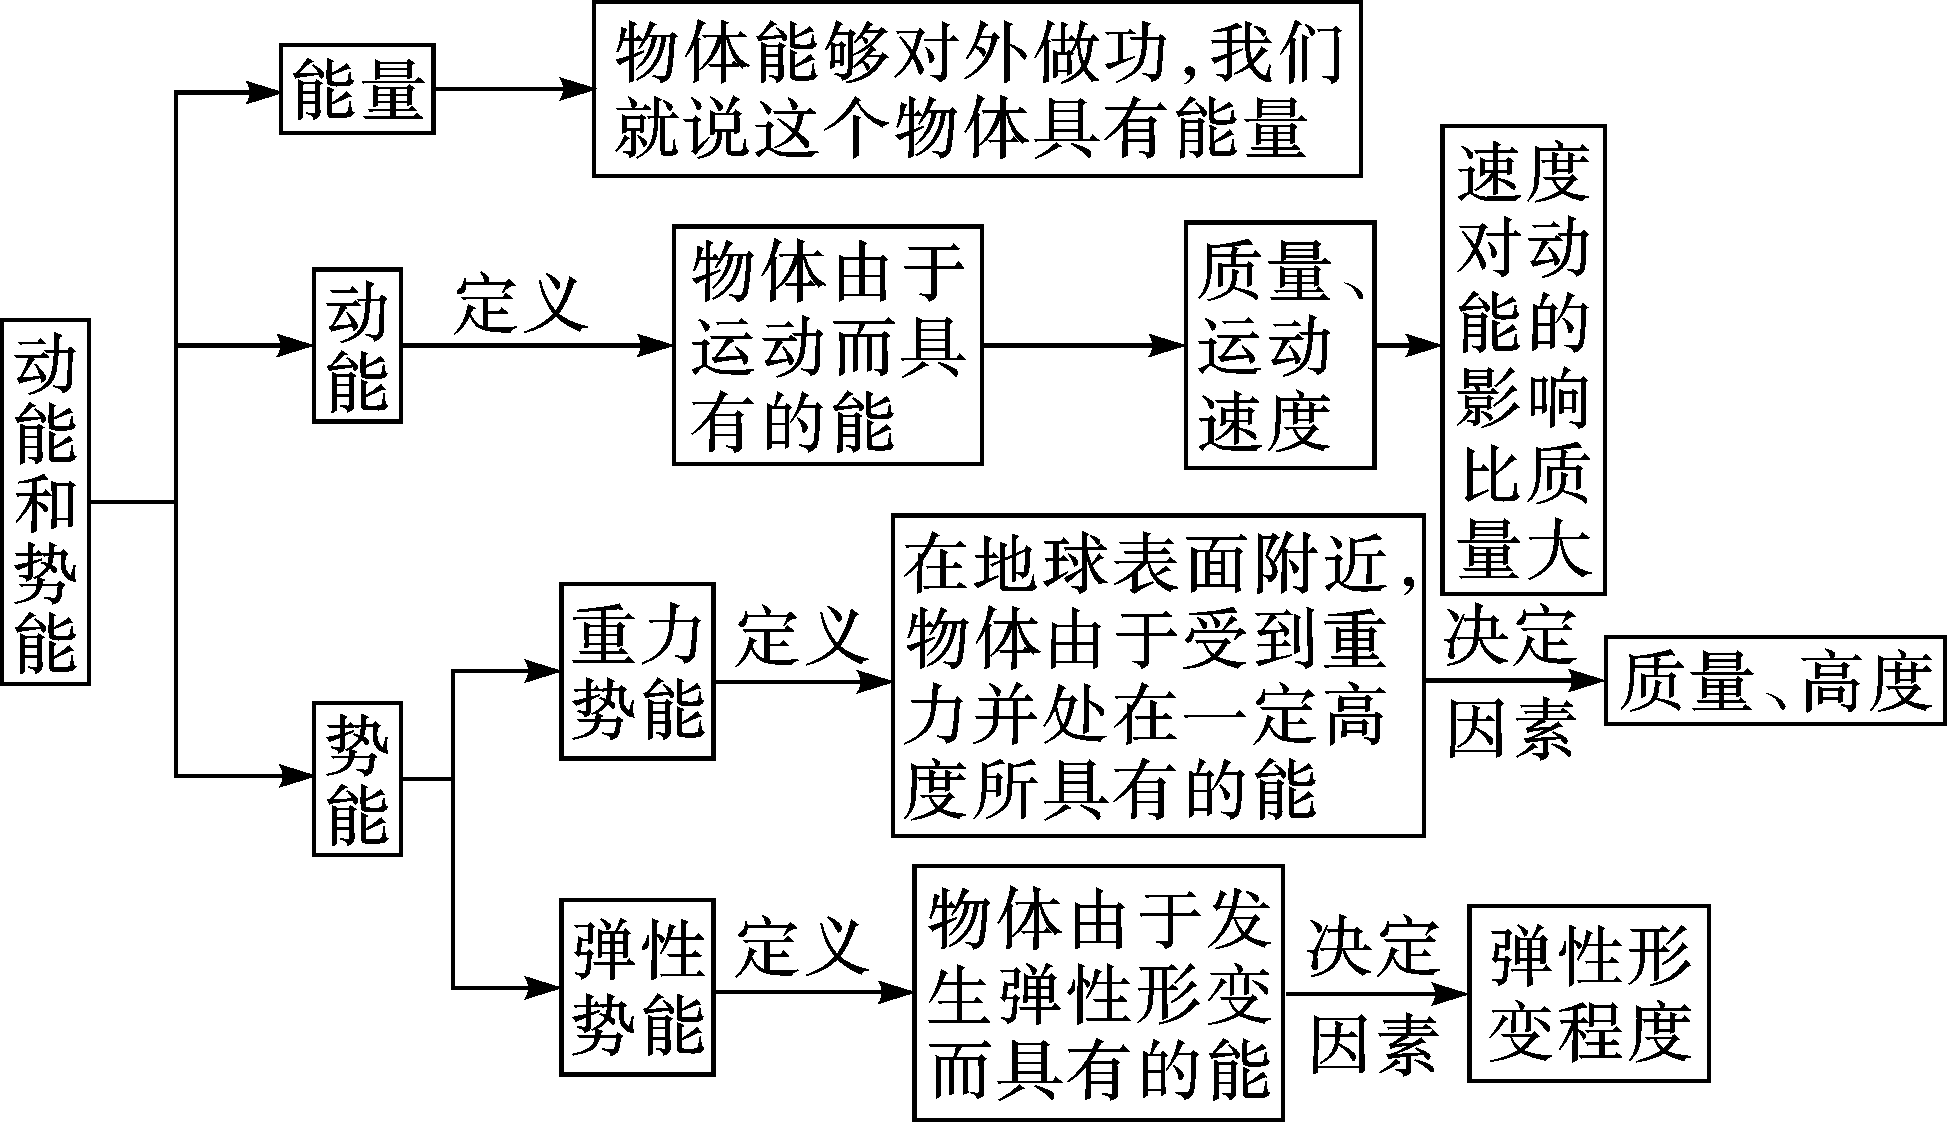 动能和势能
能量
物体能够对外做功,我们
就说这个物体具有能量
动能
定义
物体由于
运动而具
有的能
质量、
运动
速度
速度
对动
能的
影响
比质
量大
势能
重力
势能
定义
在地球表面附近,
物体由于受到重
力并处在一定高
度所具有的能
决定
因素
质量、高度
弹性
势能
定义
物体由于发
生弹性形变
而具有的能
决定
因素
弹性形
变程度